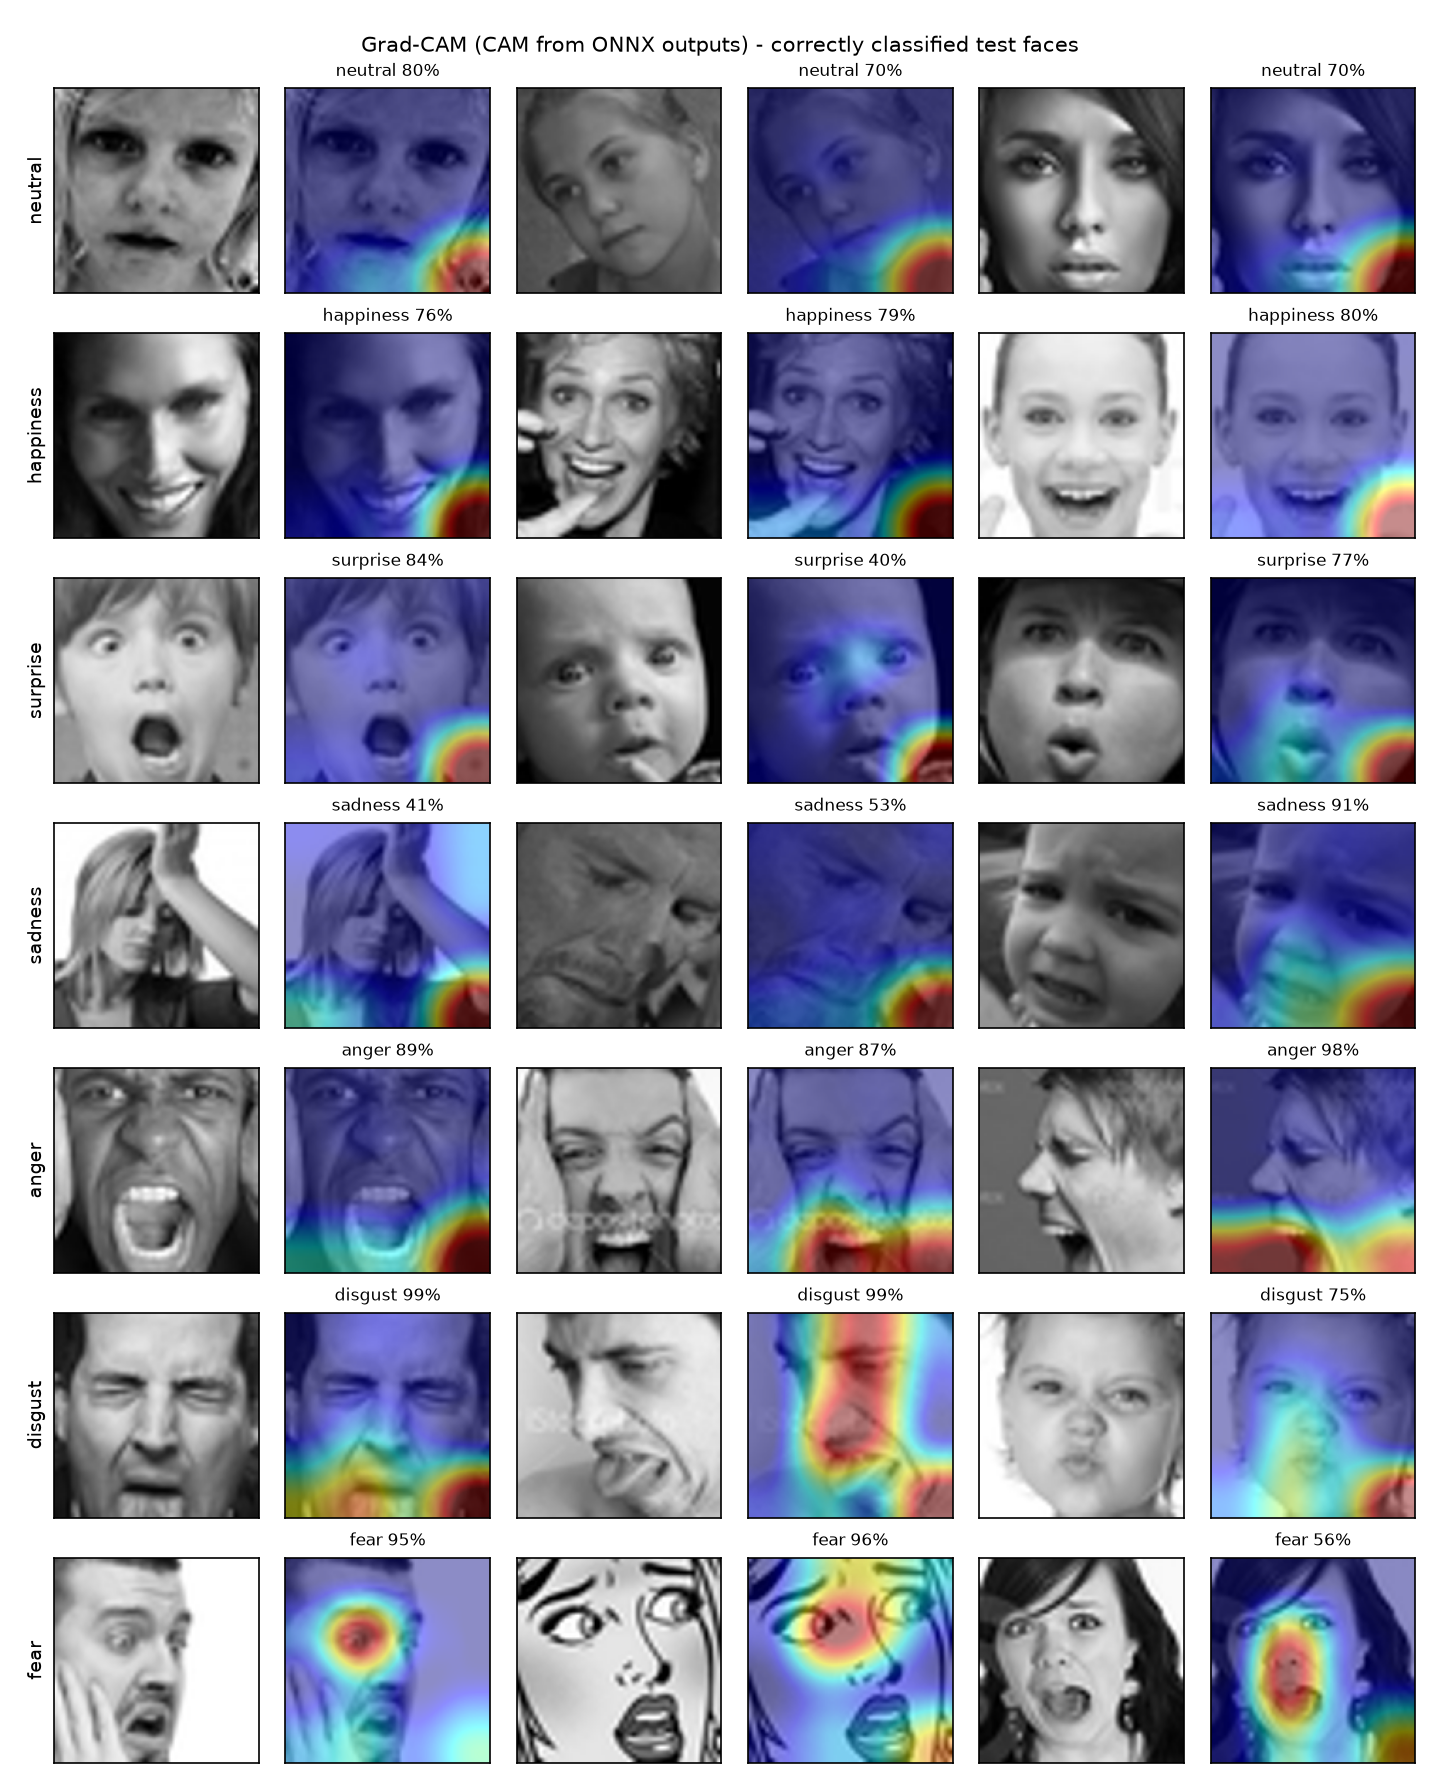 Grad-CAM (CAM from ONNX outputs) - correctly classified test faces
neutral 80% neutral 70% neutral 70%
neutral
happiness 76% happiness 79% happiness 80%
happiness
surprise 84% surprise 40% surprise 77%
surprise
sadness 41% sadness 53% sadness 91%
sadness
anger 89% anger 87% anger 98%
anger
depositphotos
disgust 99% disgust 99% disgust 75%
disgust
fear 95% fear 96% fear 56%
fear